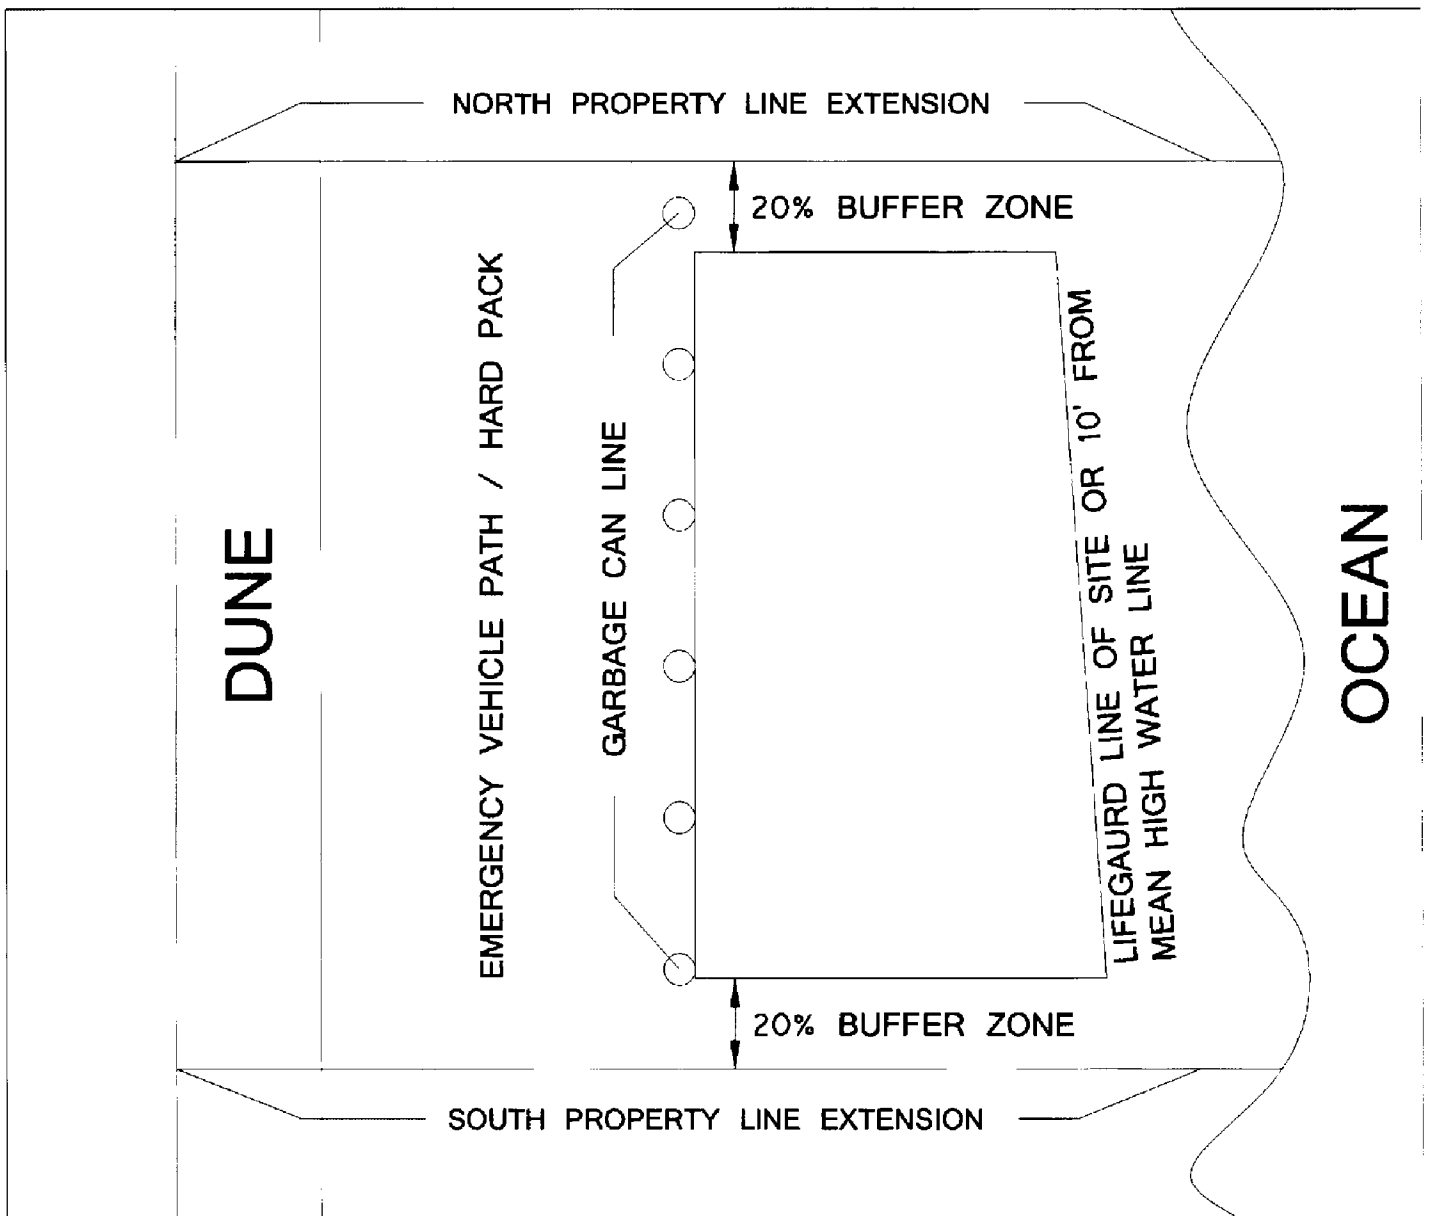 NORTH PROPERTY LINE EXTENSION
20% BUFFER ZONE
DUNE
EMERGENCY VEHICLE PATH / HARD PACK
GARBAGE CAN LINE
LIFEGAURD LINE OF SITE OR 10' FROM
MEAN HIGH WATER LINE
OCEAN
20% BUFFER ZONE
SOUTH PROPERTY LINE EXTENSION